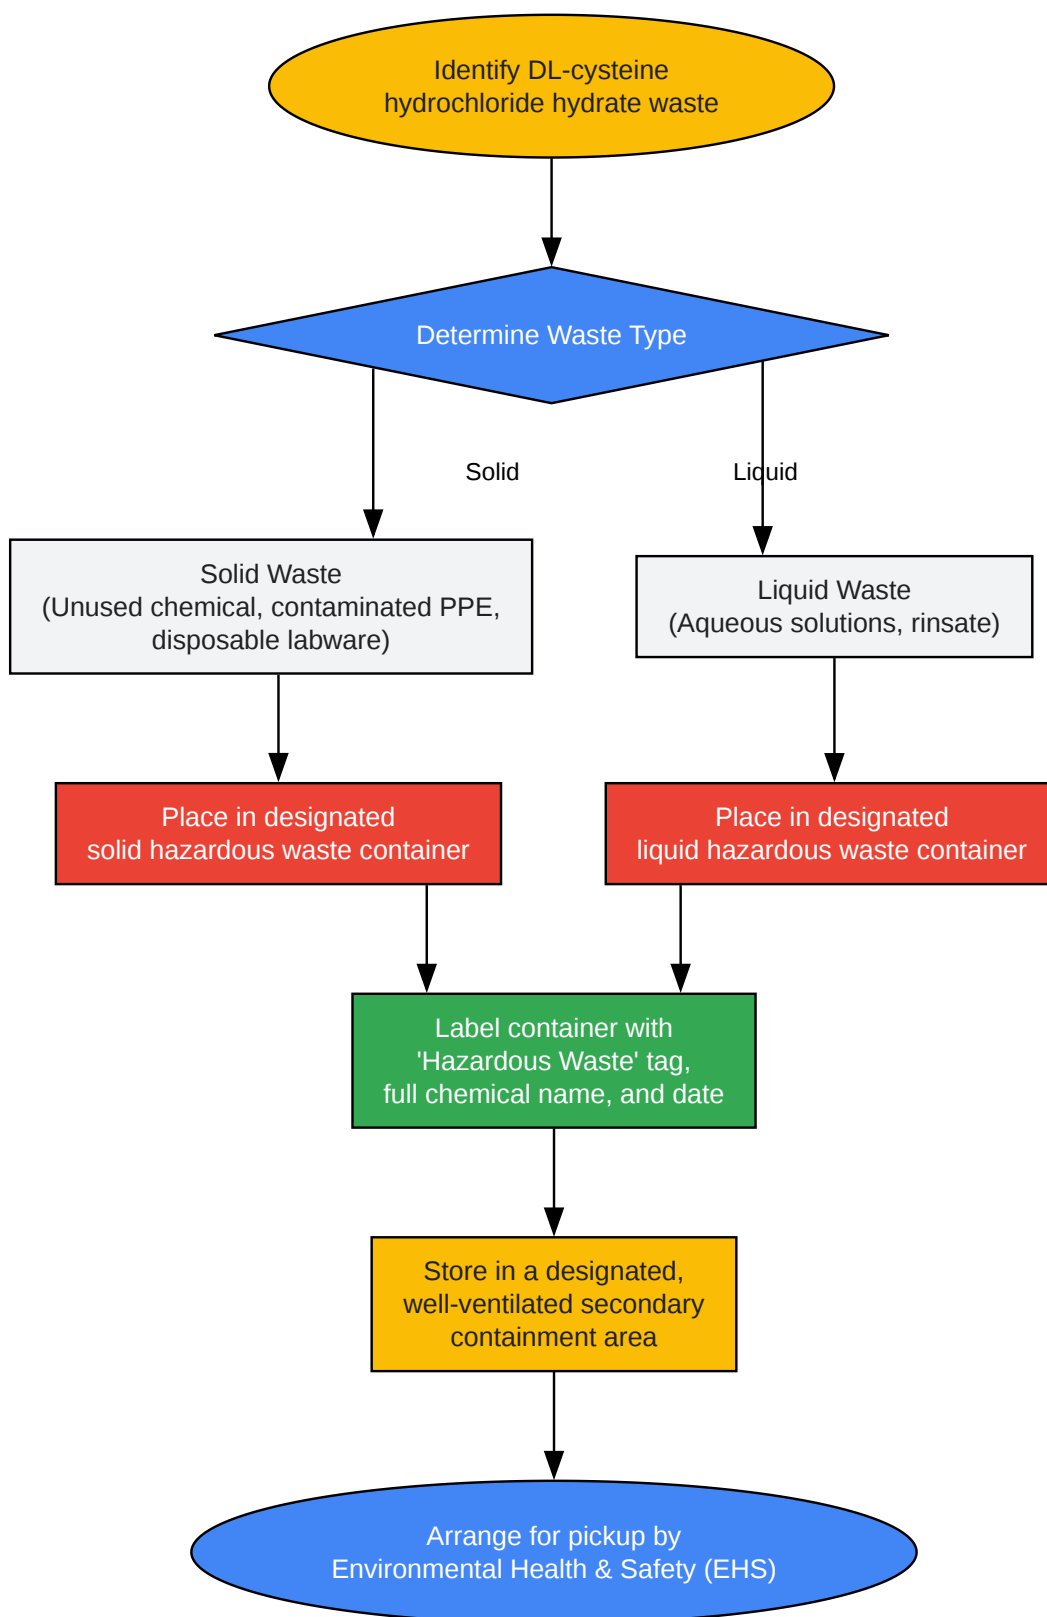 Identify DL-cysteine
hydrochloride hydrate waste
Determine Waste Type
Solid
Liquid
Solid Waste
(Unused chemical, contaminated PPE,
disposable labware)
Liquid Waste
(Aqueous solutions, rinsate)
Place in designated
solid hazardous waste container
Place in designated
liquid hazardous waste container
Label container with
'Hazardous Waste' tag,
full chemical name, and date
Store in a designated,
well-ventilated secondary
containment area
Arrange for pickup by
Environmental Health & Safety (EHS)